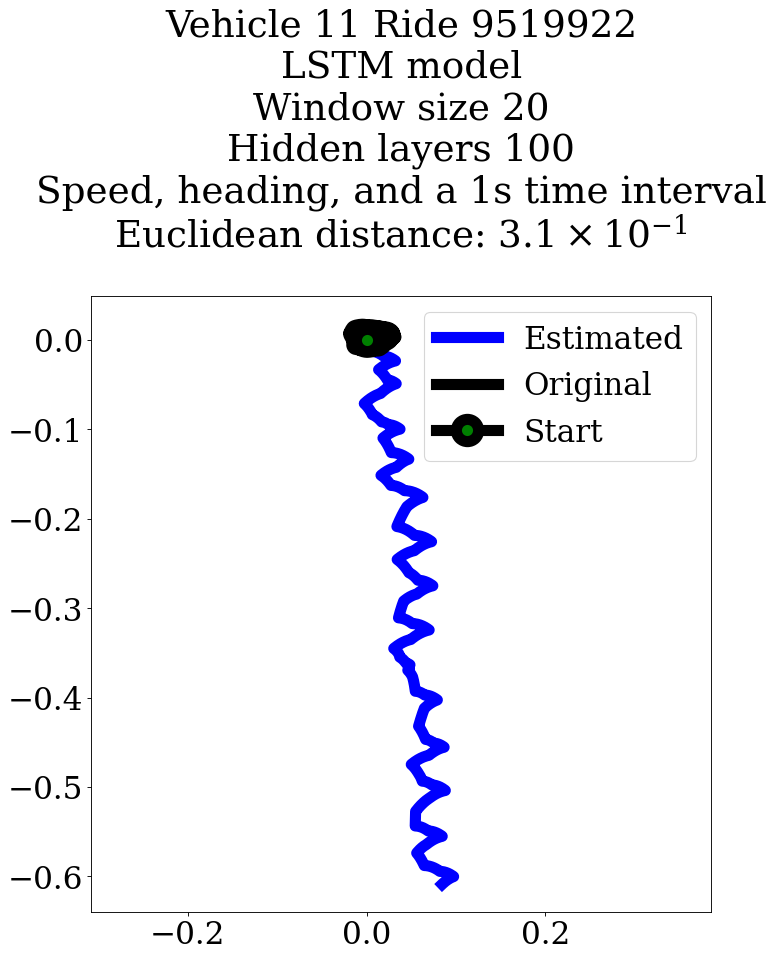 Vehicle 11 Ride 9519922
LSTM model
Window size 20
Hidden layers 100
Speed, heading, and a 1s time interval
Euclidean distance: 3.1 × 10⁻¹
Estimated
Original
Start
0.0
−0.1
−0.2
−0.3
−0.4
−0.5
−0.6
−0.2 0.0 0.2